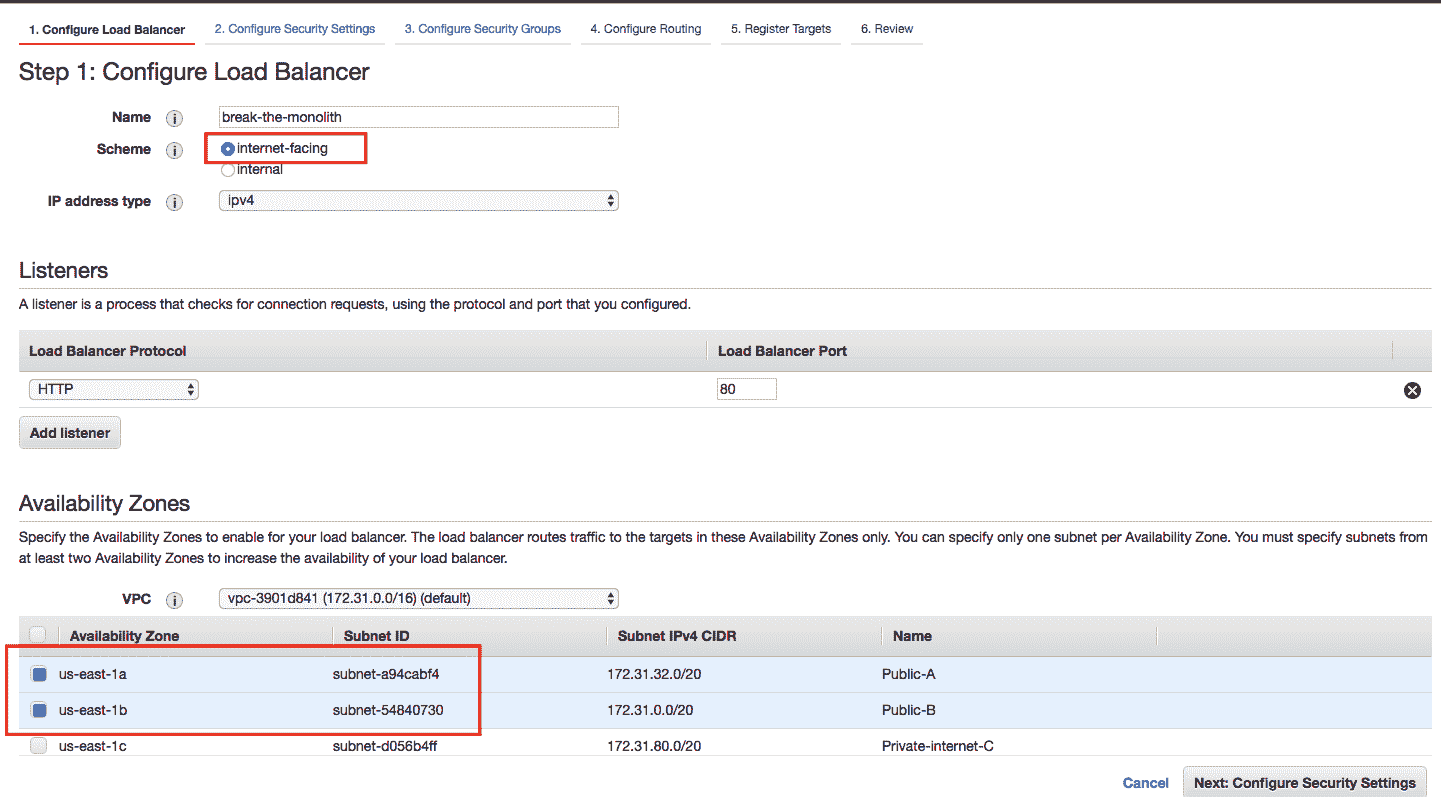 1. Configure Load Balancer 2. Configure Security Settings 3. Configure Security Groups 4. Configure Routing 5. Register Targets 6. Review
Step 1: Configure Load Balancer
Name i break-the-monolith
Scheme i internet-facing
internal
IP address type i ipv4
Listeners
A listener is a process that checks for connection requests, using the protocol and port that you configured.
Load Balancer Protocol Load Balancer Port
HTTP 80
Add listener
Availability Zones
Specify the Availability Zones to enable for your load balancer. The load balancer routes traffic to the targets in these Availability Zones only. You can specify only one subnet per Availability Zone. You must specify subnets from
at least two Availability Zones to increase the availability of your load balancer.
VPC i vpc-3901d841 (172.31.0.0/16) (default)
Availability Zone Subnet ID Subnet IPv4 CIDR Name
us-east-1a subnet-a94cabf4 172.31.32.0/20 Public-A
us-east-1b subnet-54840730 172.31.0.0/20 Public-B
us-east-1c subnet-d056b4ff 172.31.80.0/20 Private-internet-C
Cancel Next: Configure Security Settings